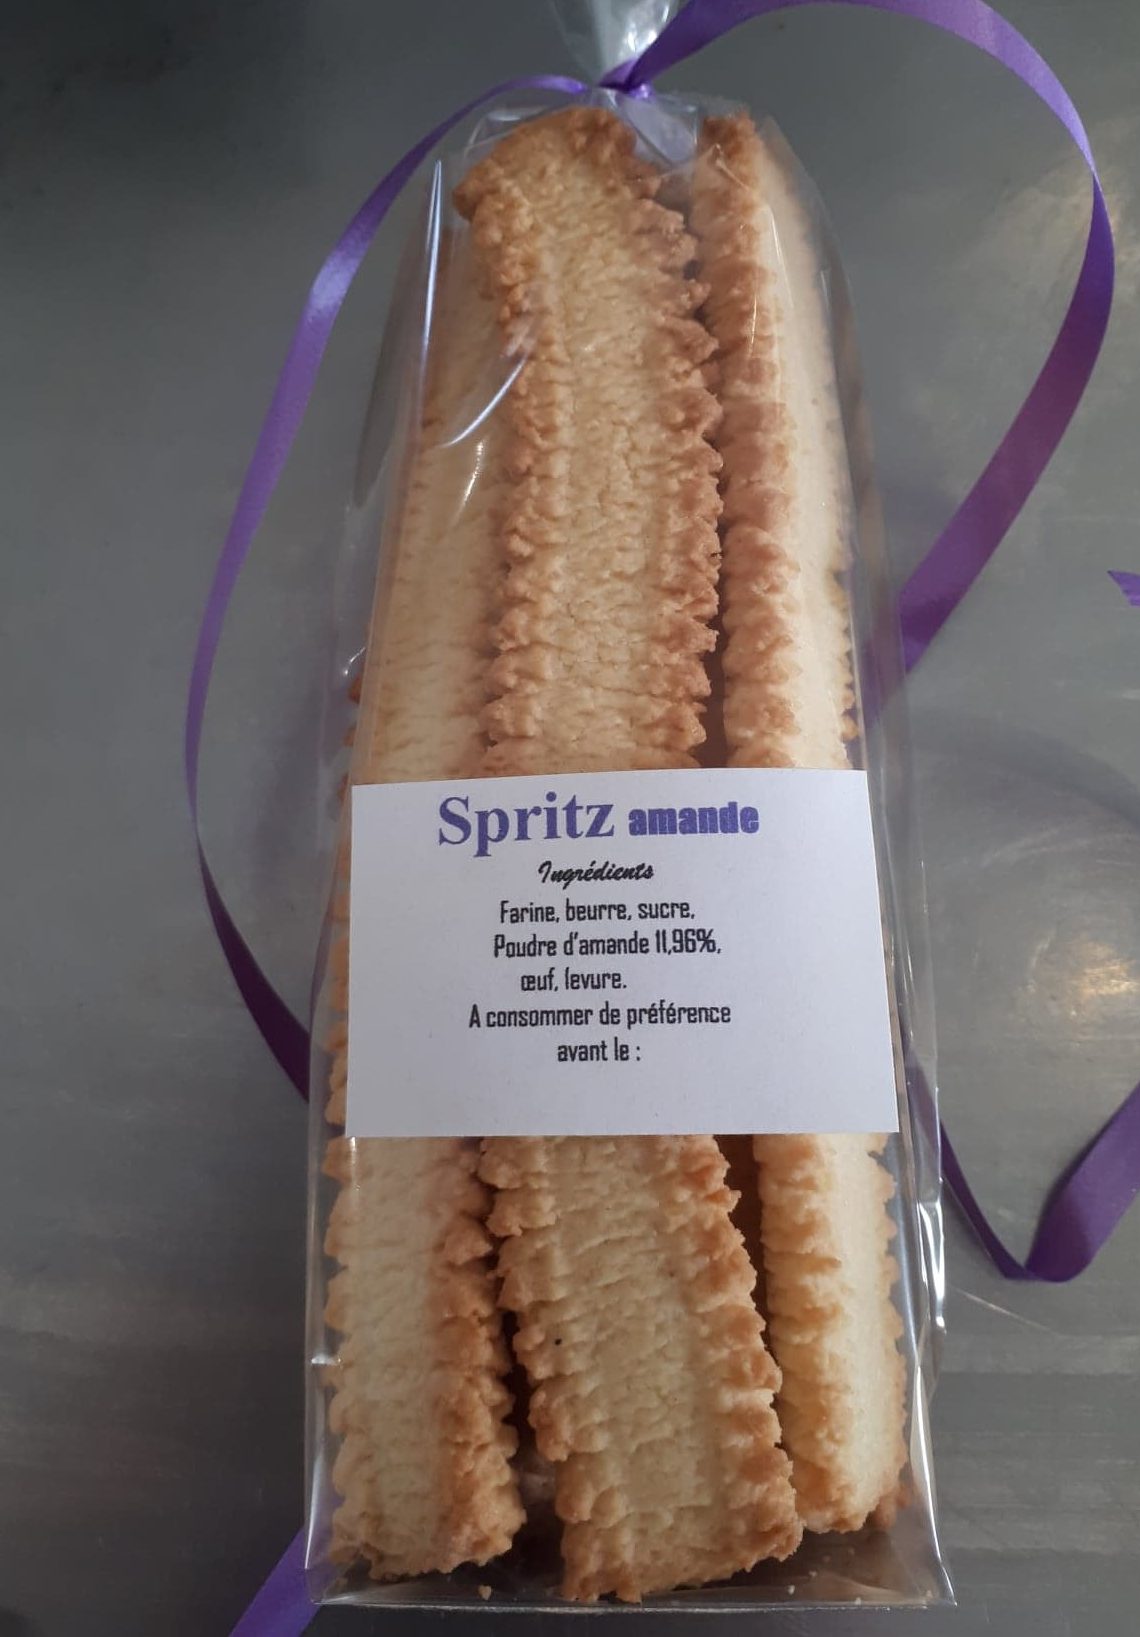 Spritz amande
Ingrédients
Farine, beurre, sucre,
Poudre d'amande 11,96%,
œuf, levure.
A consommer de préférence
avant le :